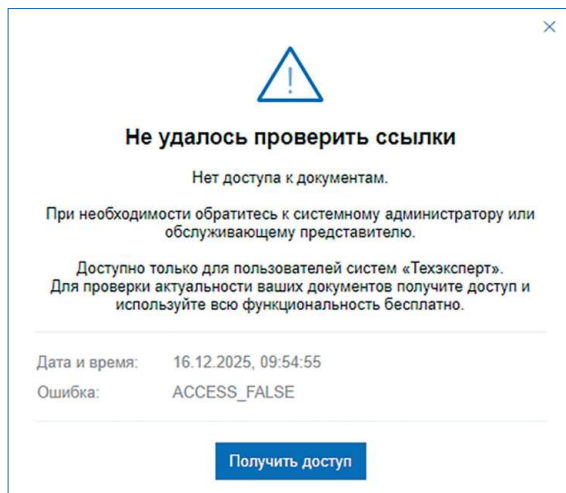 Не удалось проверить ссылки
Нет доступа к документам.
При необходимости обратитесь к системному администратору или
обслуживающему представителю.
Доступно только для пользователей систем «Техэксперт».
Для проверки актуальности ваших документов получите доступ и
используйте всю функциональность бесплатно.
Дата и время: 16.12.2025, 09:54:55
Ошибка: ACCESS_FALSE
Получить доступ